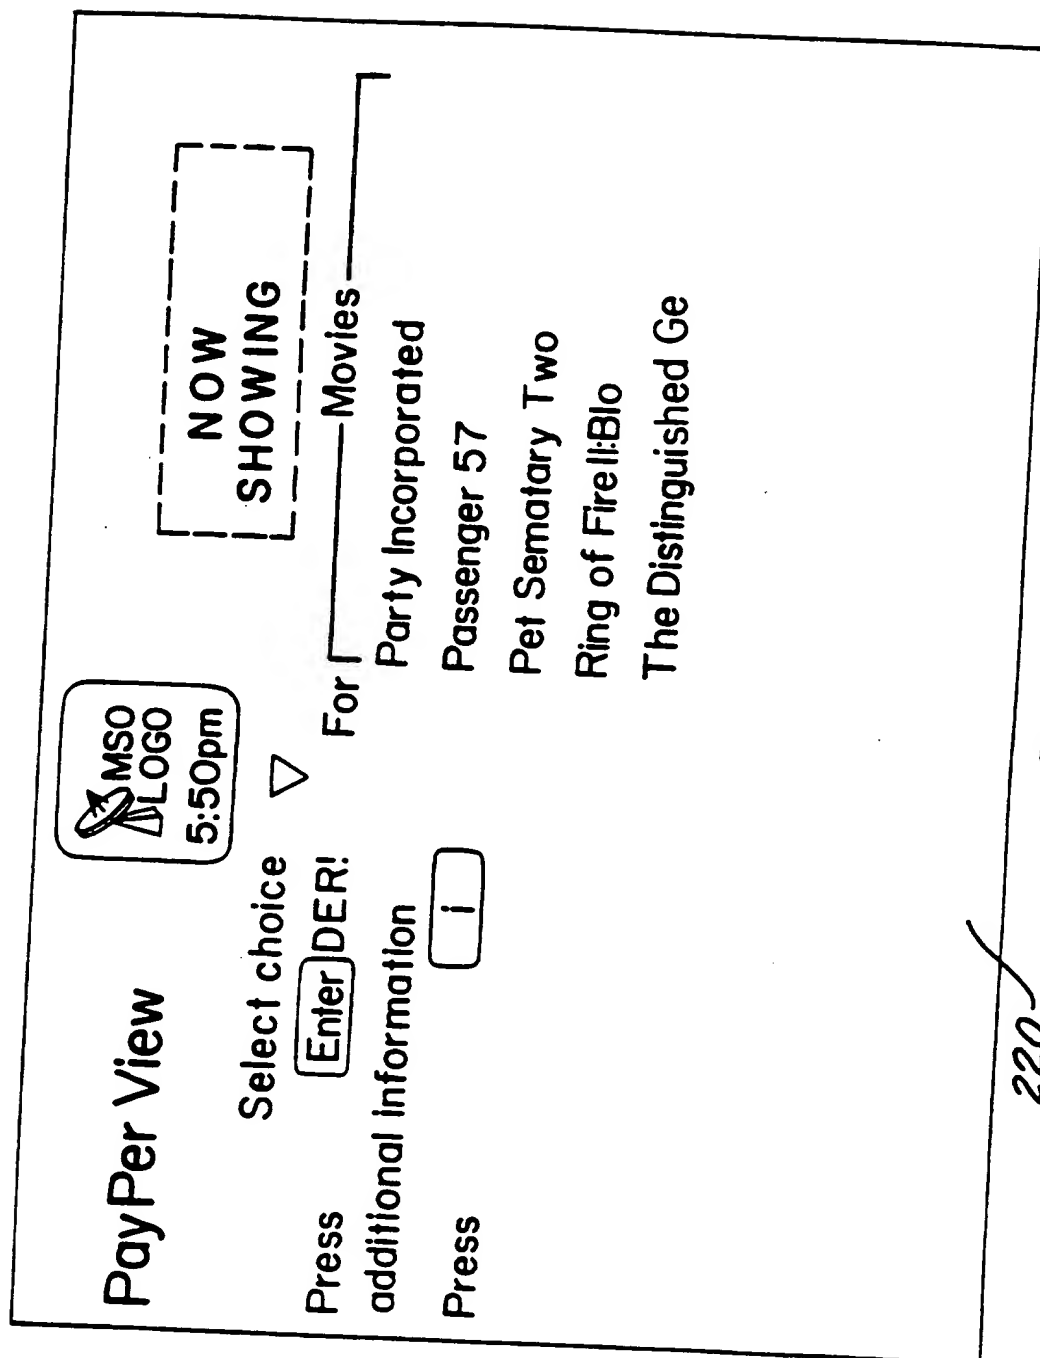 PayPer View
MSO
LOGO
5:50pm
NOW
SHOWING
Select choice
Press Enter DER!
For
additional information
Press i
Movies
Party Incorporated
Passenger 57
Pet Sematary Two
Ring of FireII:Blo
The Distinguished Ge
220